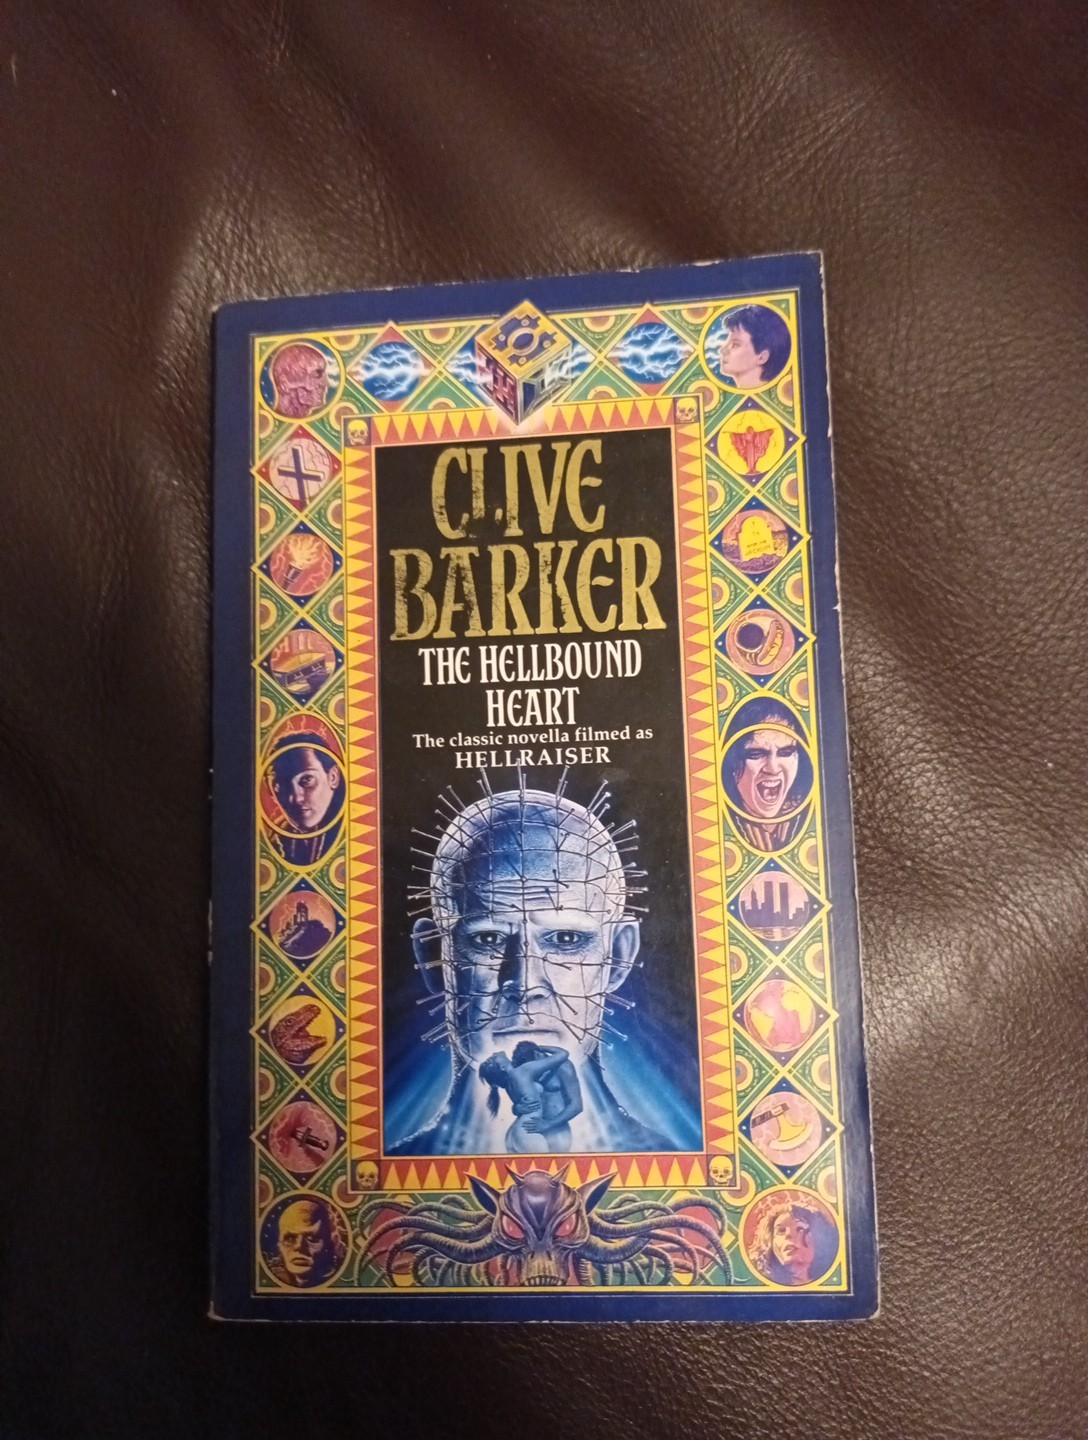 CLIVE
BARKER
THE HELLBOUND
HEART
The classic novella filmed as
HELLRAISER